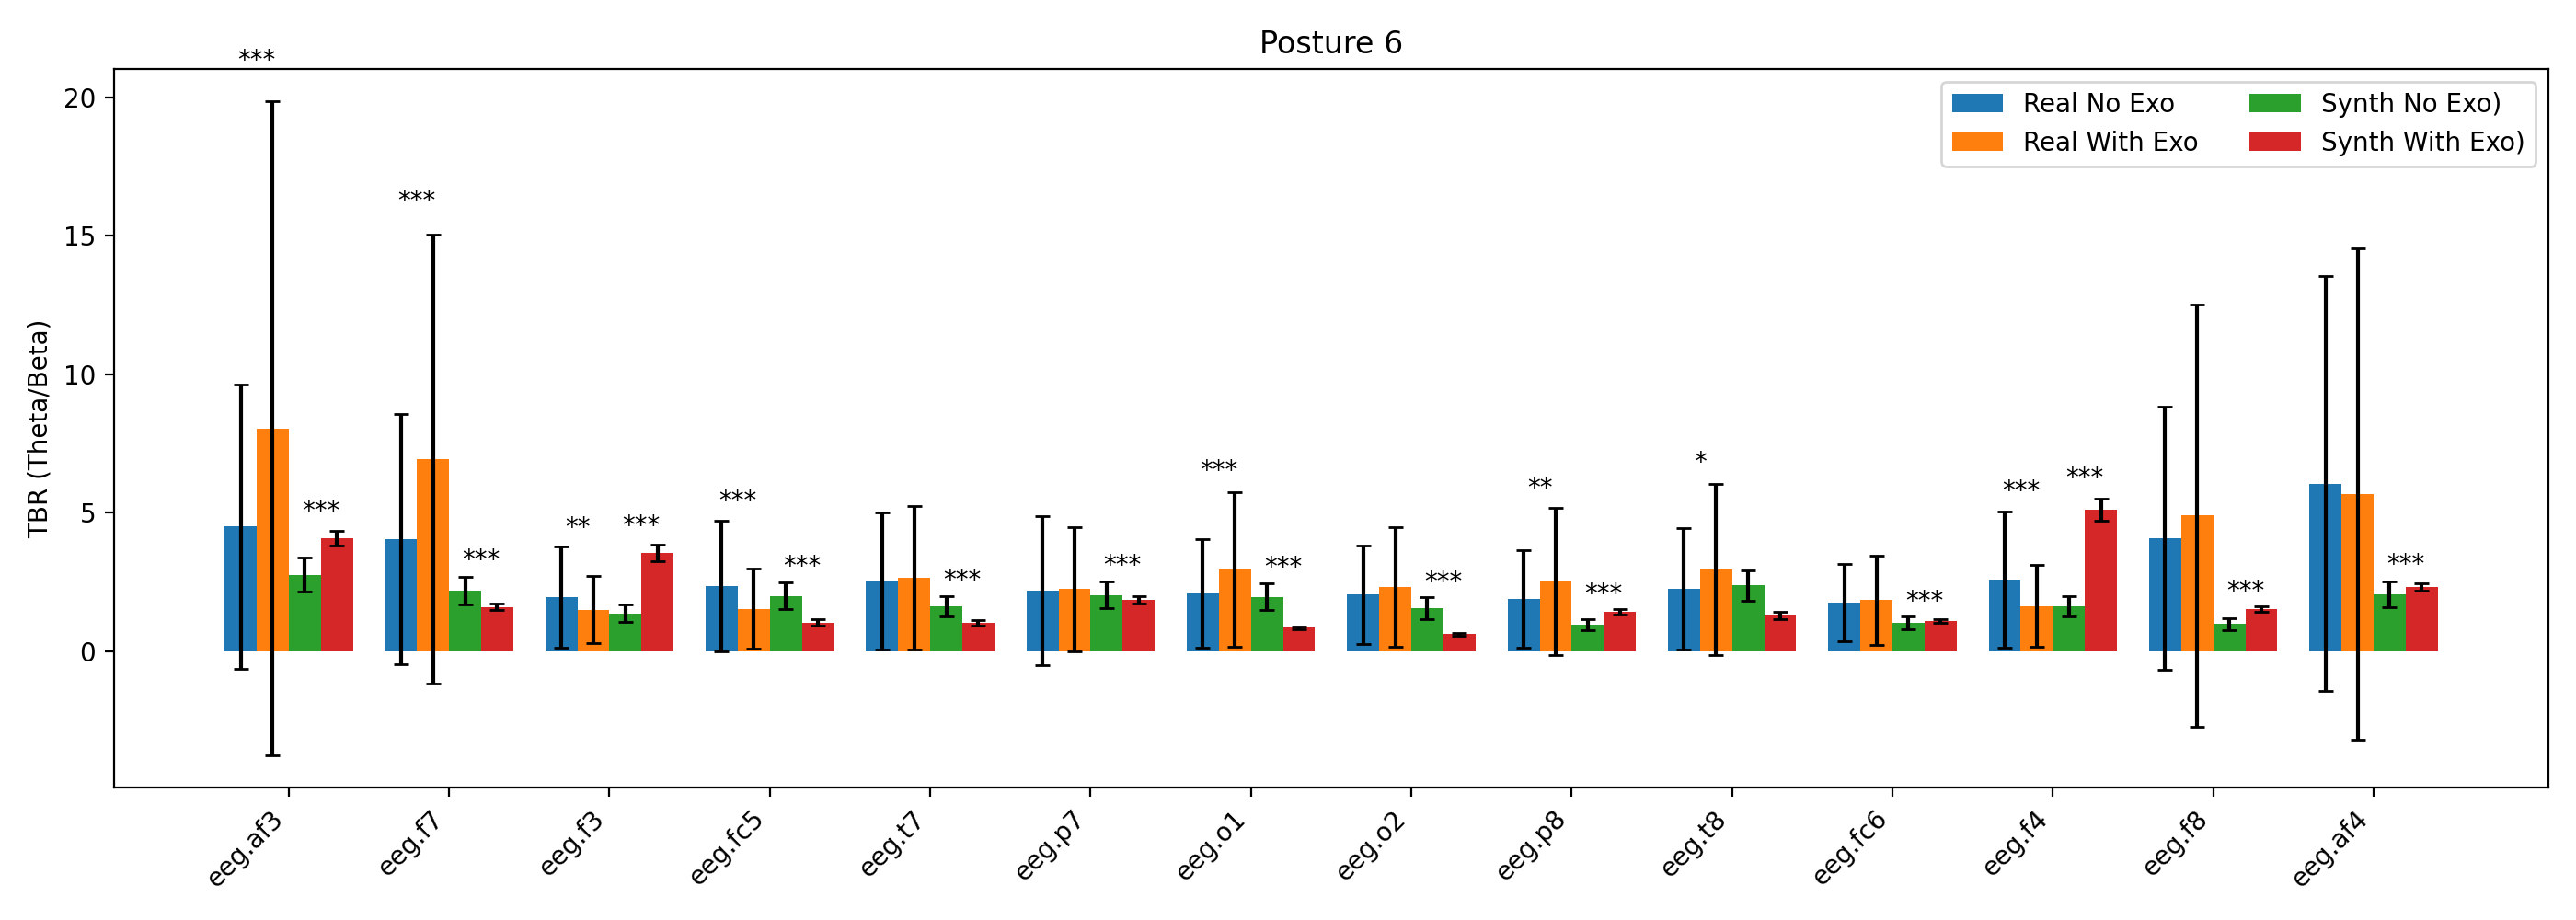 Posture 6
***
20
15
10
5
0
TBR (Theta/Beta)
Real No Exo
Real With Exo
Synth No Exo)
Synth With Exo)
***
***
***
**
***
***
***
***
***
***
***
***
**
***
*
***
***
***
***
***
eeg.af3
eeg.f7
eeg.f3
eeg.fc5
eeg.t7
eeg.p7
eeg.o1
eeg.o2
eeg.p8
eeg.t8
eeg.fc6
eeg.f4
eeg.f8
eeg.af4